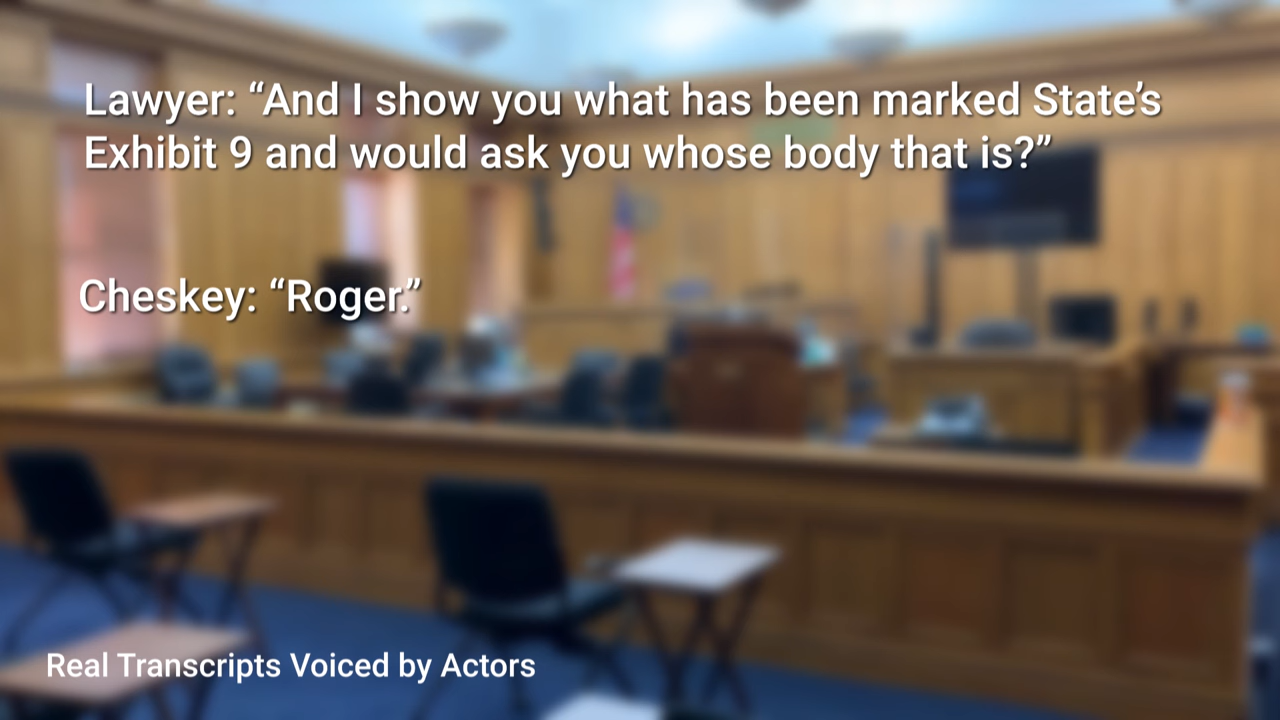 Lawyer: “And I show you what has been marked State’s
Exhibit 9 and would ask you whose body that is?”
Cheskey: “Roger.”
Real Transcripts Voiced by Actors